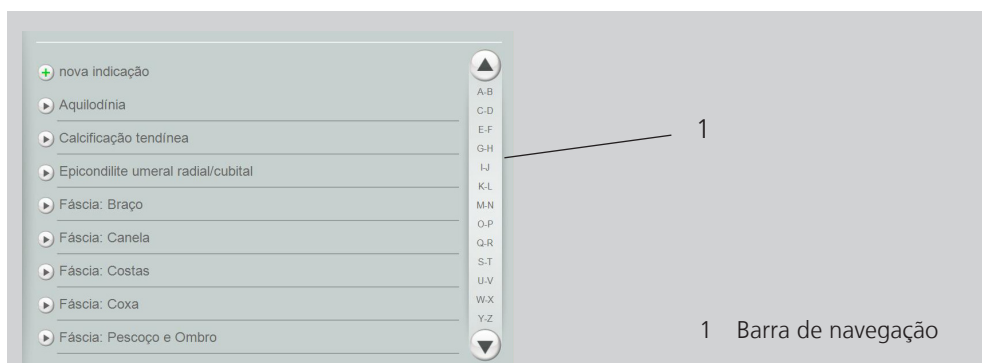 nova indicação
Aquilodínia
Calcificação tendínea
Epicondilite umeral radial/cubital
Fáscia: Braço
Fáscia: Canela
Fáscia: Costas
Fáscia: Coxa
Fáscia: Pescoço e Ombro
A-B
C-D
E-F
G-H
I-J
K-L
M-N
O-P
Q-R
S-T
U-V
W-X
Y-Z
1
1 Barra de navegação